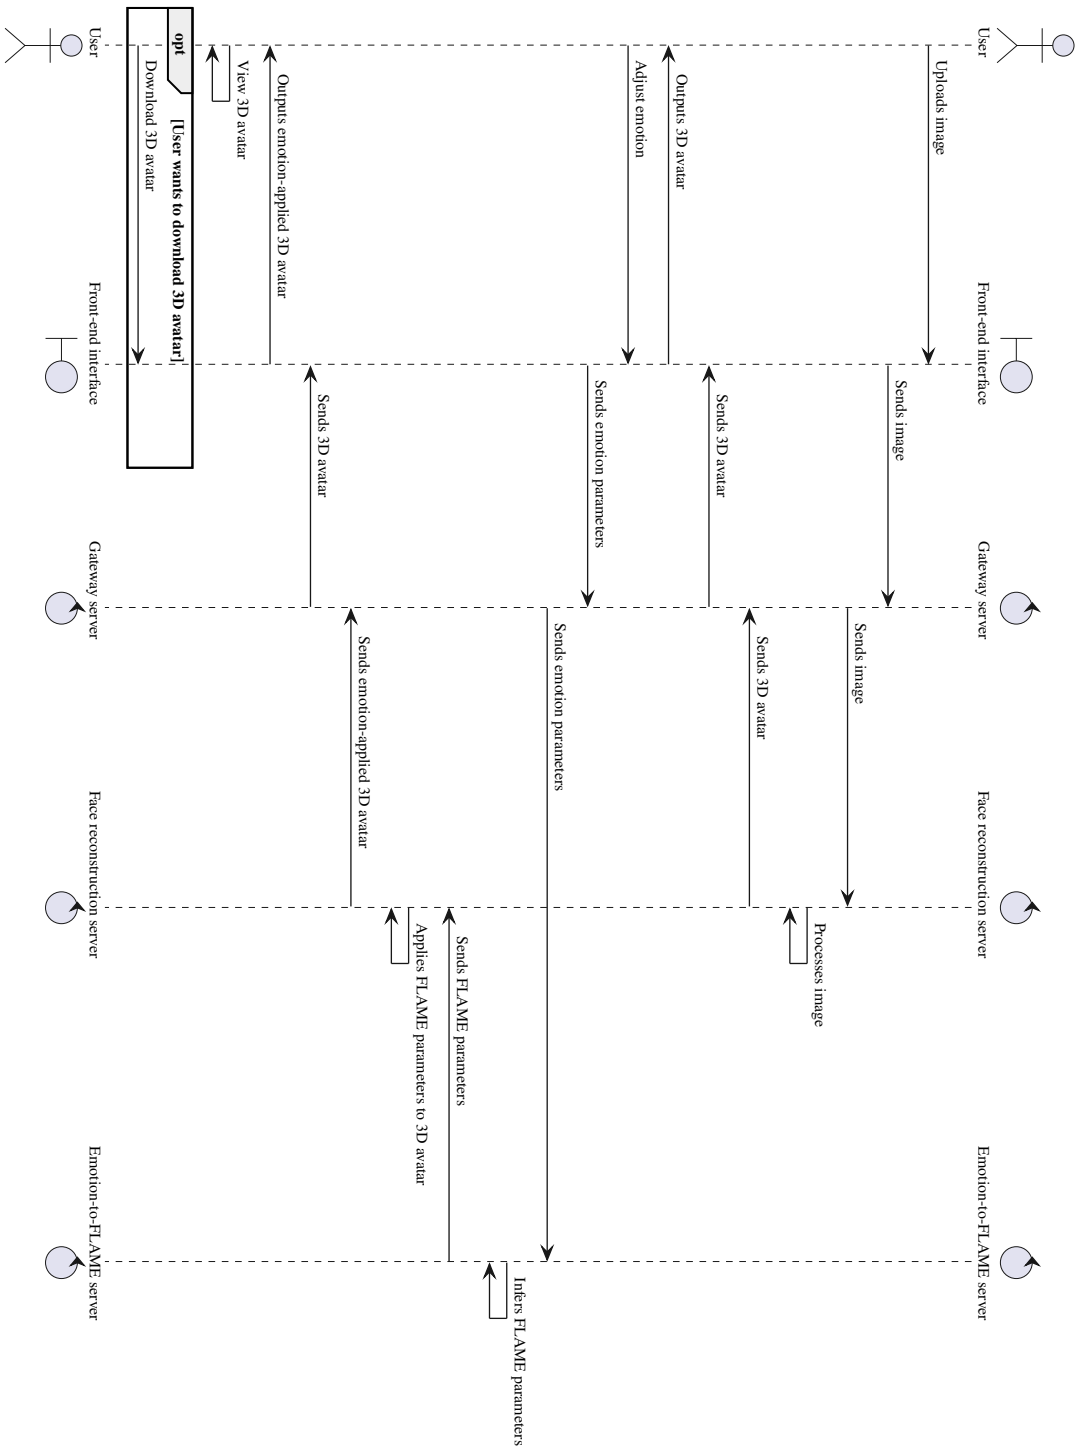 User
Front-end interface
Gateway server
Face reconstruction server
Emotion-to-FLAME server
Uploads image
Sends image
Sends image
Processes image
Sends 3D avatar
Sends 3D avatar
Outputs 3D avatar
Adjust emotion
Sends emotion parameters
Sends emotion parameters
Infers FLAME parameters
Sends FLAME parameters
Applies FLAME parameters to 3D avatar
Sends emotion-applied 3D avatar
Sends 3D avatar
Outputs emotion-applied 3D avatar
View 3D avatar
opt
[User wants to download 3D avatar]
Download 3D avatar
User
Front-end interface
Gateway server
Face reconstruction server
Emotion-to-FLAME server